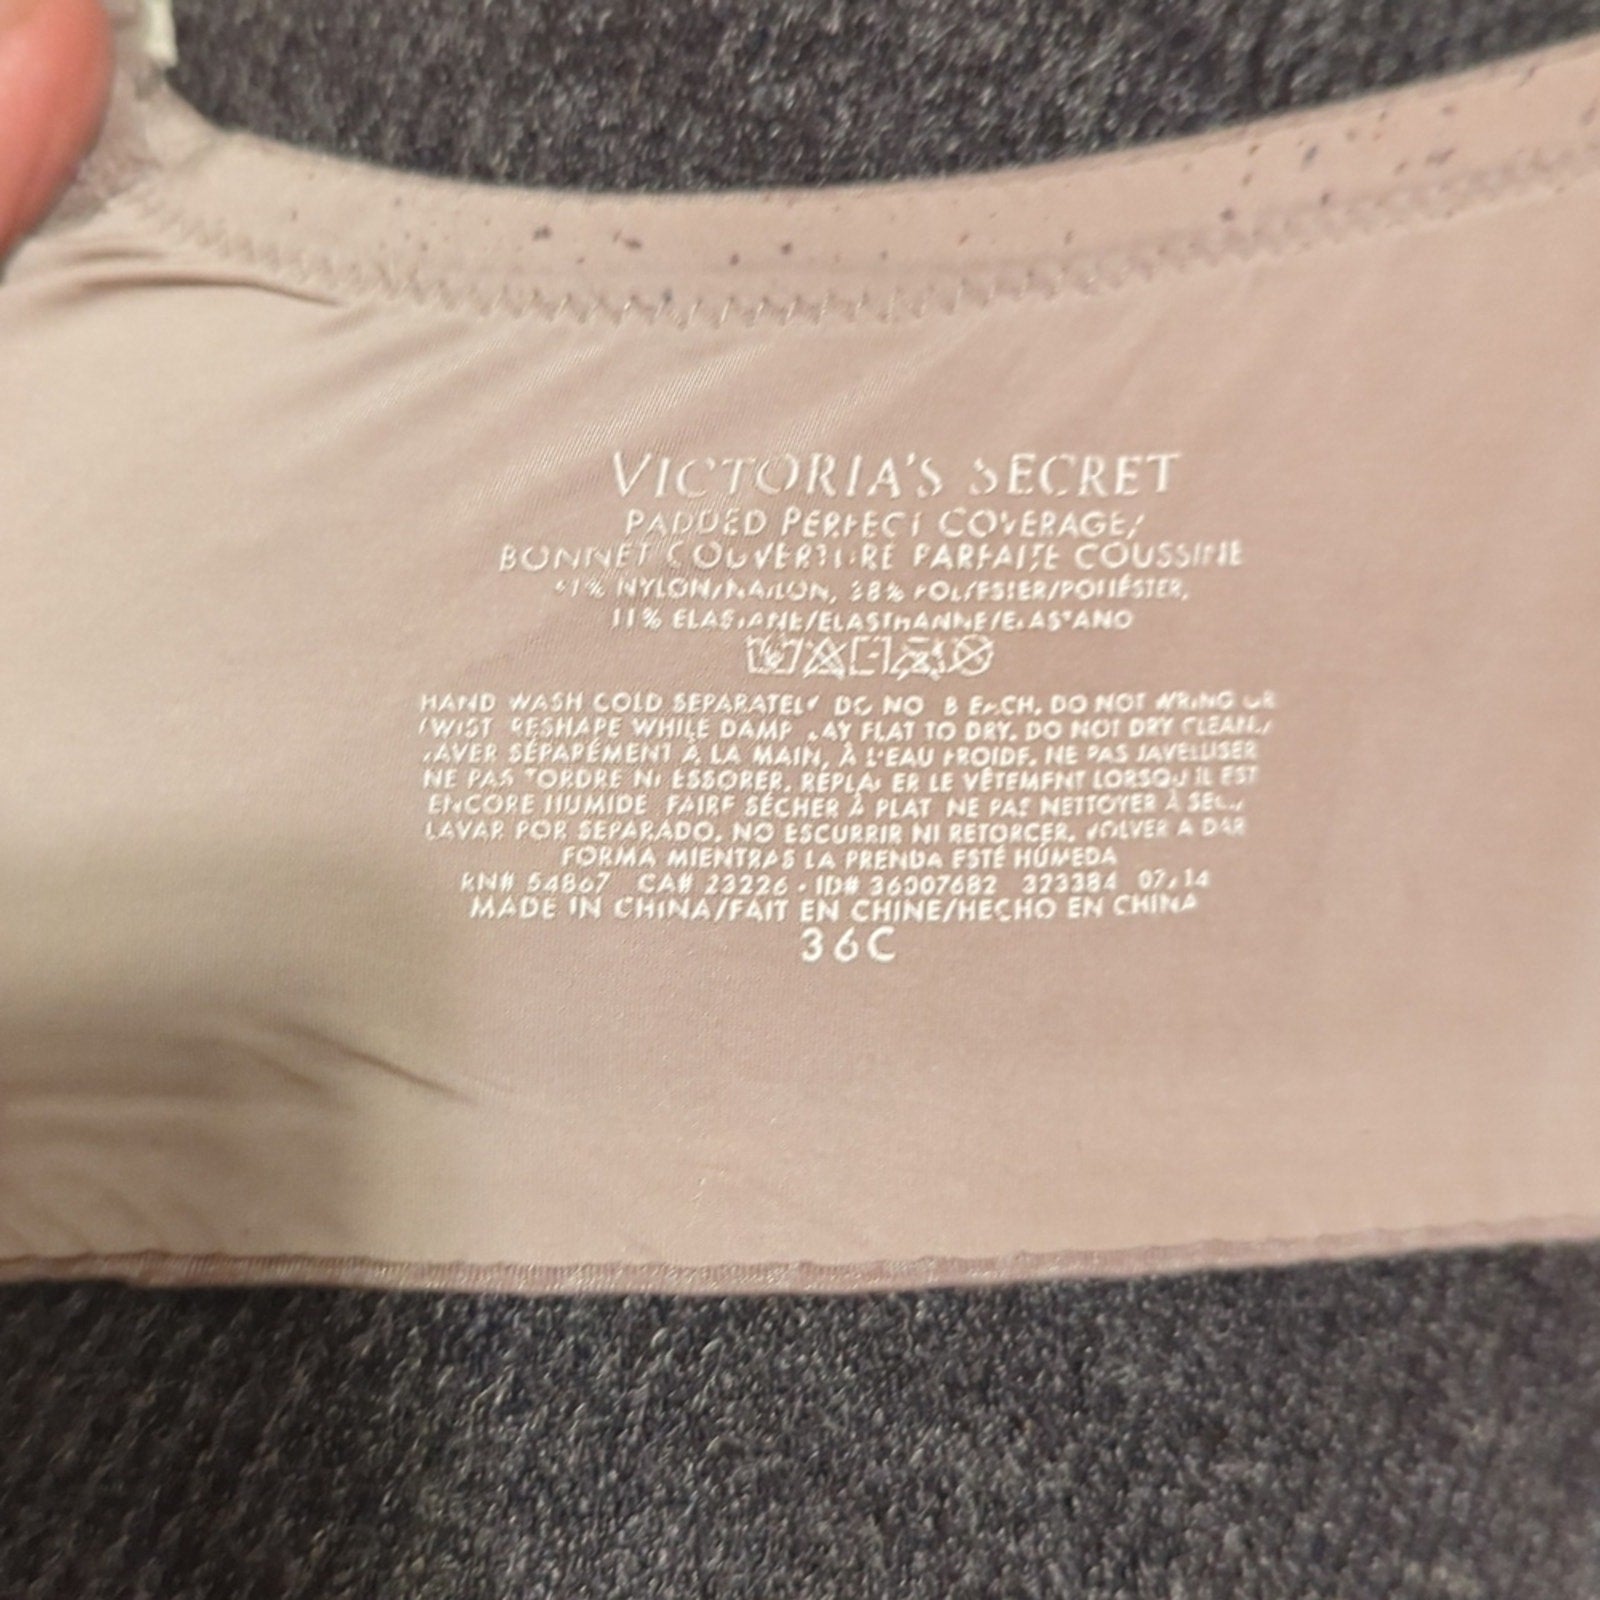 VICTORIA'S SECRET
PADDED PERFECT COVERAGE/
BONNET COUVERTURE PARFAITE COUSSINÉ
NYLON/NAILON, 38% POLYESTER/POLIÉSTER,
11% ELASTANE/ELASTHANNE/ELASTANO
HAND WASH COLD SEPARATELY DO NOT BLEACH. DO NOT WRING OR
TWIST RESHAPE WHILE DAMP LAY FLAT TO DRY. DO NOT DRY CLEAN./
LAVER SÉPARÉMENT À LA MAIN, À L'EAU FROIDE. NE PAS JAVELLISER
NE PAS TORDRE NI ESSORER. REPLACER LE VÊTEMENT LORSQU'IL EST
ENCORE HUMIDE FAIRE SÉCHER À PLAT NE PAS NETTOYER À SEC./
LAVAR POR SEPARADO. NO ESCURRIR NI RETORCER. VOLVER A DAR
FORMA MIENTRAS LA PRENDA ESTÉ HÚMEDA
RN# 54867 CA# 23226 • ID# 36007682 323384 07/14
MADE IN CHINA/FAIT EN CHINE/HECHO EN CHINA
36C